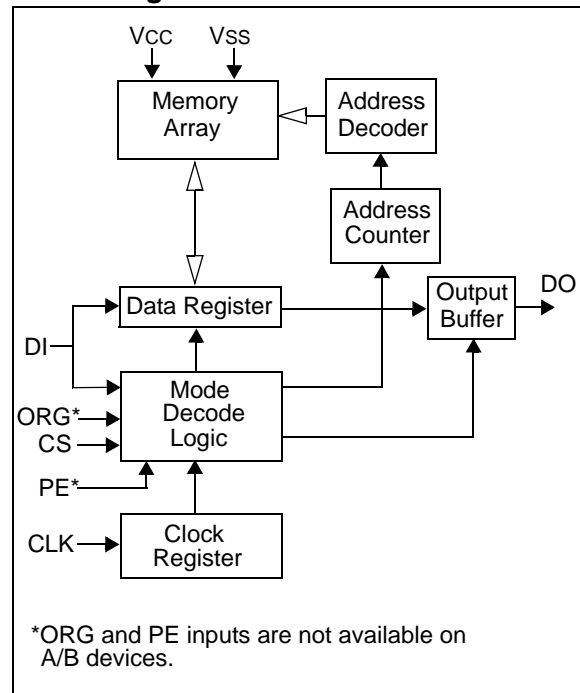 Vcc Vss
Memory
Array
Address
Decoder
Address
Counter
Data Register
Output
Buffer
DO
DI
Mode
Decode
Logic
ORG*
CS
PE*
CLK
Clock
Register
*ORG and PE inputs are not available on
A/B devices.